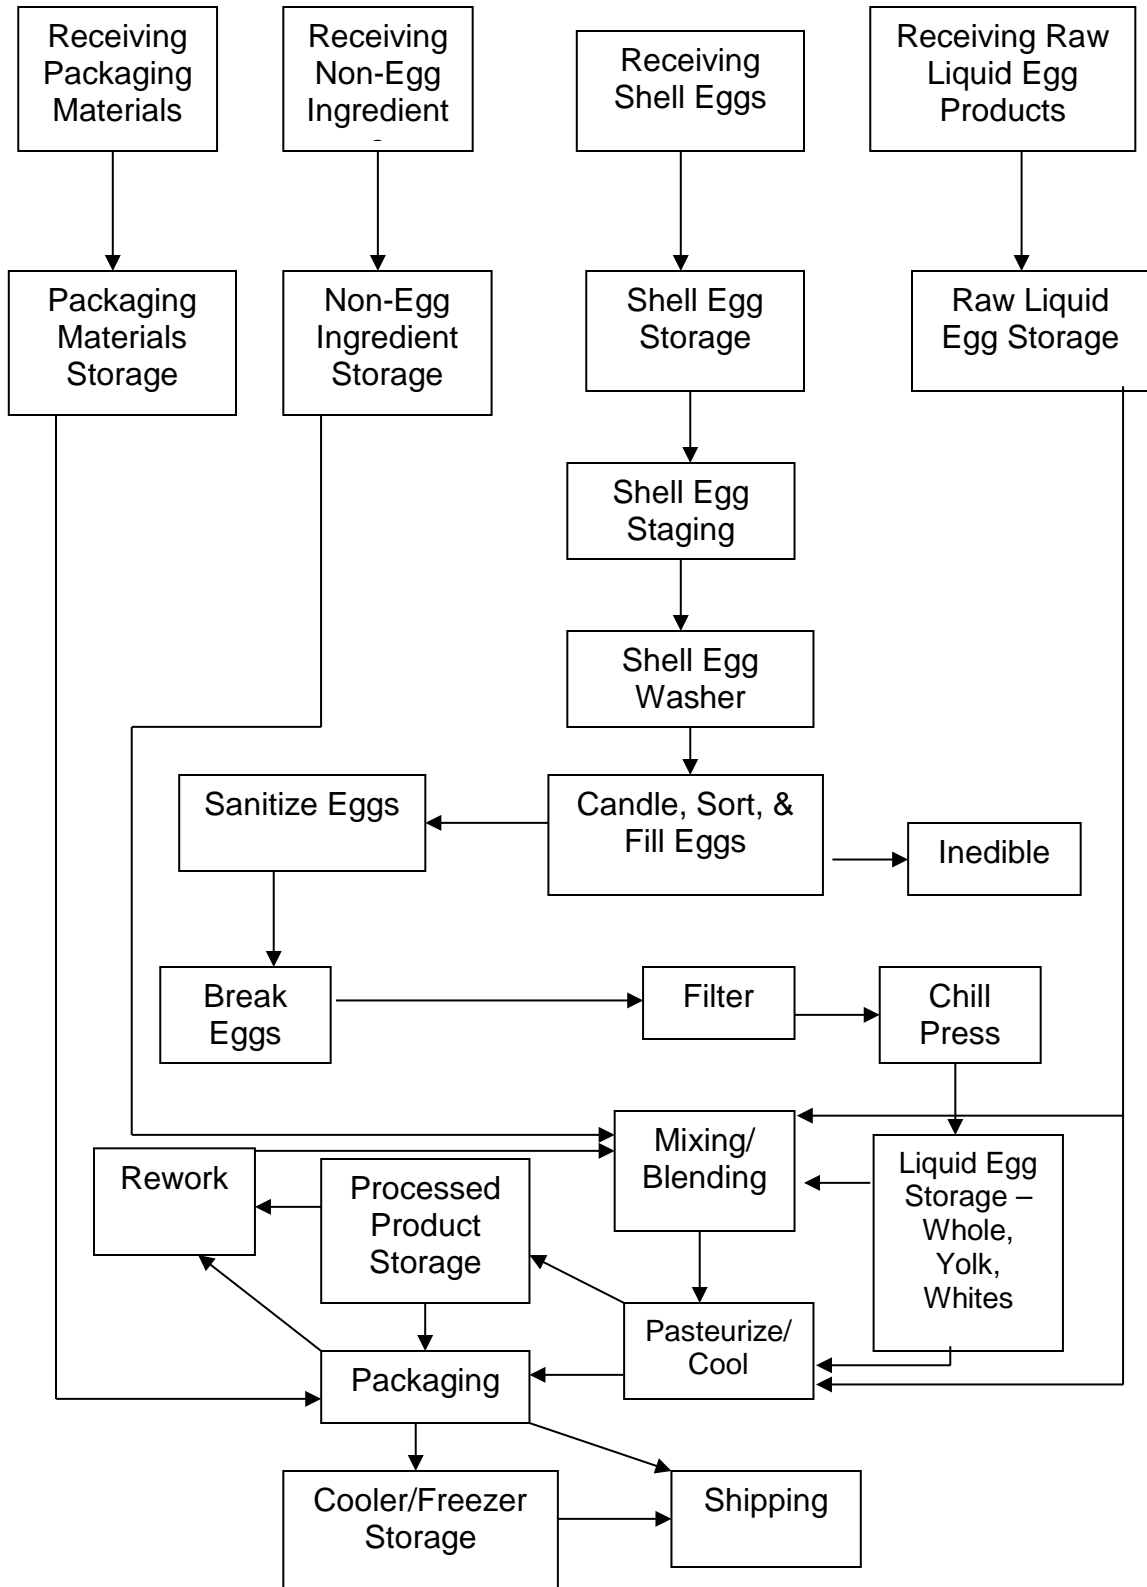 Receiving
Packaging
Materials
Receiving
Non-Egg
Ingredient
Receiving
Shell Eggs
Receiving Raw
Liquid Egg
Products
Packaging
Materials
Storage
Non-Egg
Ingredient
Storage
Shell Egg
Storage
Raw Liquid
Egg Storage
Shell Egg
Staging
Shell Egg
Washer
Sanitize Eggs
Candle, Sort, &
Fill Eggs
Inedible
Break
Eggs
Filter
Chill
Press
Mixing/
Blending
Liquid Egg
Storage –
Whole,
Yolk,
Whites
Rework
Processed
Product
Storage
Pasteurize/
Cool
Packaging
Cooler/Freezer
Storage
Shipping